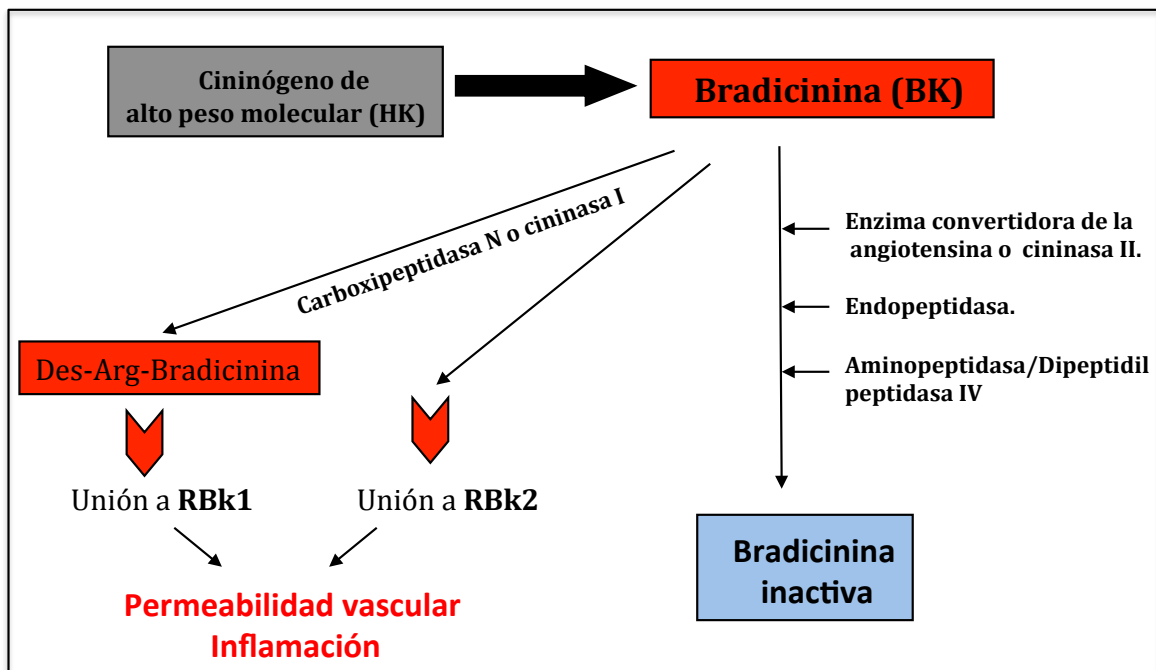 Cininógeno de
alto peso molecular (HK)
Bradicinina (BK)
Carboxipeptidasa N o cininasa I
Enzima convertidora de la
angiotensina o cininasa II.
Endopeptidasa.
Aminopeptidasa/Dipeptidil
peptidasa IV
Des-Arg-Bradicinina
Unión a RBk1
Unión a RBk2
Bradicinina
inactiva
Permeabilidad vascular
Inflamación